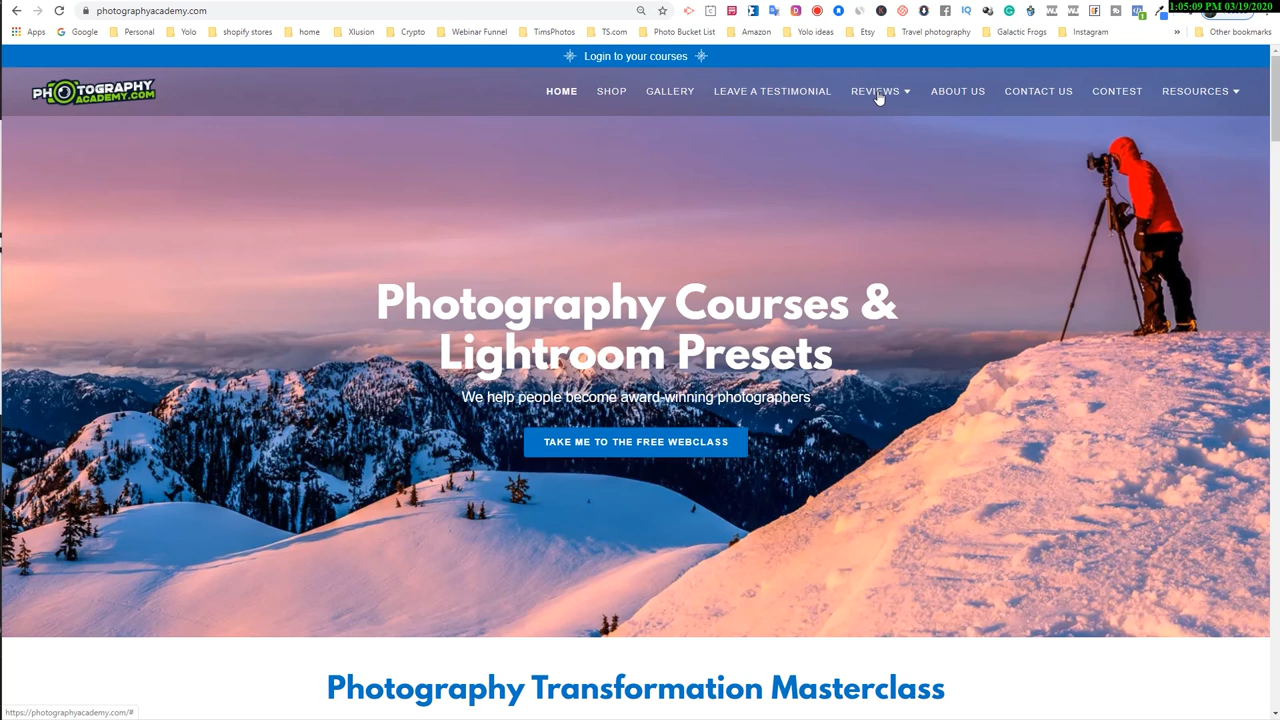 photographyacademy.com
1:05:09 PM 03/19/2020
Apps Google Personal Yolo shopify stores home Xlusion Crypto Webinar Funnel TimsPhotos TS.com Photo Bucket List Amazon Yolo ideas Etsy Travel photography Galactic Frogs Instagram » Other bookmarks
Login to your courses
PHOTOGRAPHY
ACADEMY.COM
HOME SHOP GALLERY LEAVE A TESTIMONIAL REVIEWS ABOUT US CONTACT US CONTEST RESOURCES
Photography Courses &
Lightroom Presets
We help people become award-winning photographers
TAKE ME TO THE FREE WEBCLASS
Photography Transformation Masterclass
https://photographyacademy.com/#